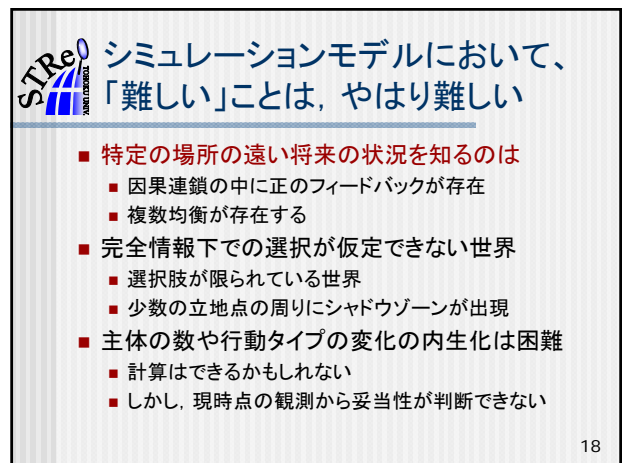 STReg
TOHOKU UNIV.
シミュレーションモデルにおいて、
「難しい」ことは，やはり難しい
特定の場所の遠い将来の状況を知るのは
因果連鎖の中に正のフィードバックが存在
複数均衡が存在する
完全情報下での選択が仮定できない世界
選択肢が限られている世界
少数の立地点の周りにシャドウゾーンが出現
主体の数や行動タイプの変化の内生化は困難
計算はできるかもしれない
しかし，現時点の観測から妥当性が判断できない
18